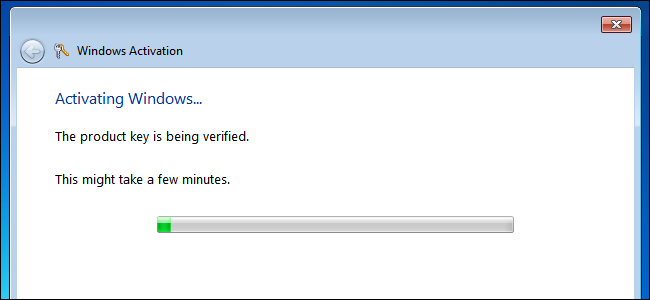 Windows Activation
Activating Windows...
The product key is being verified.
This might take a few minutes.